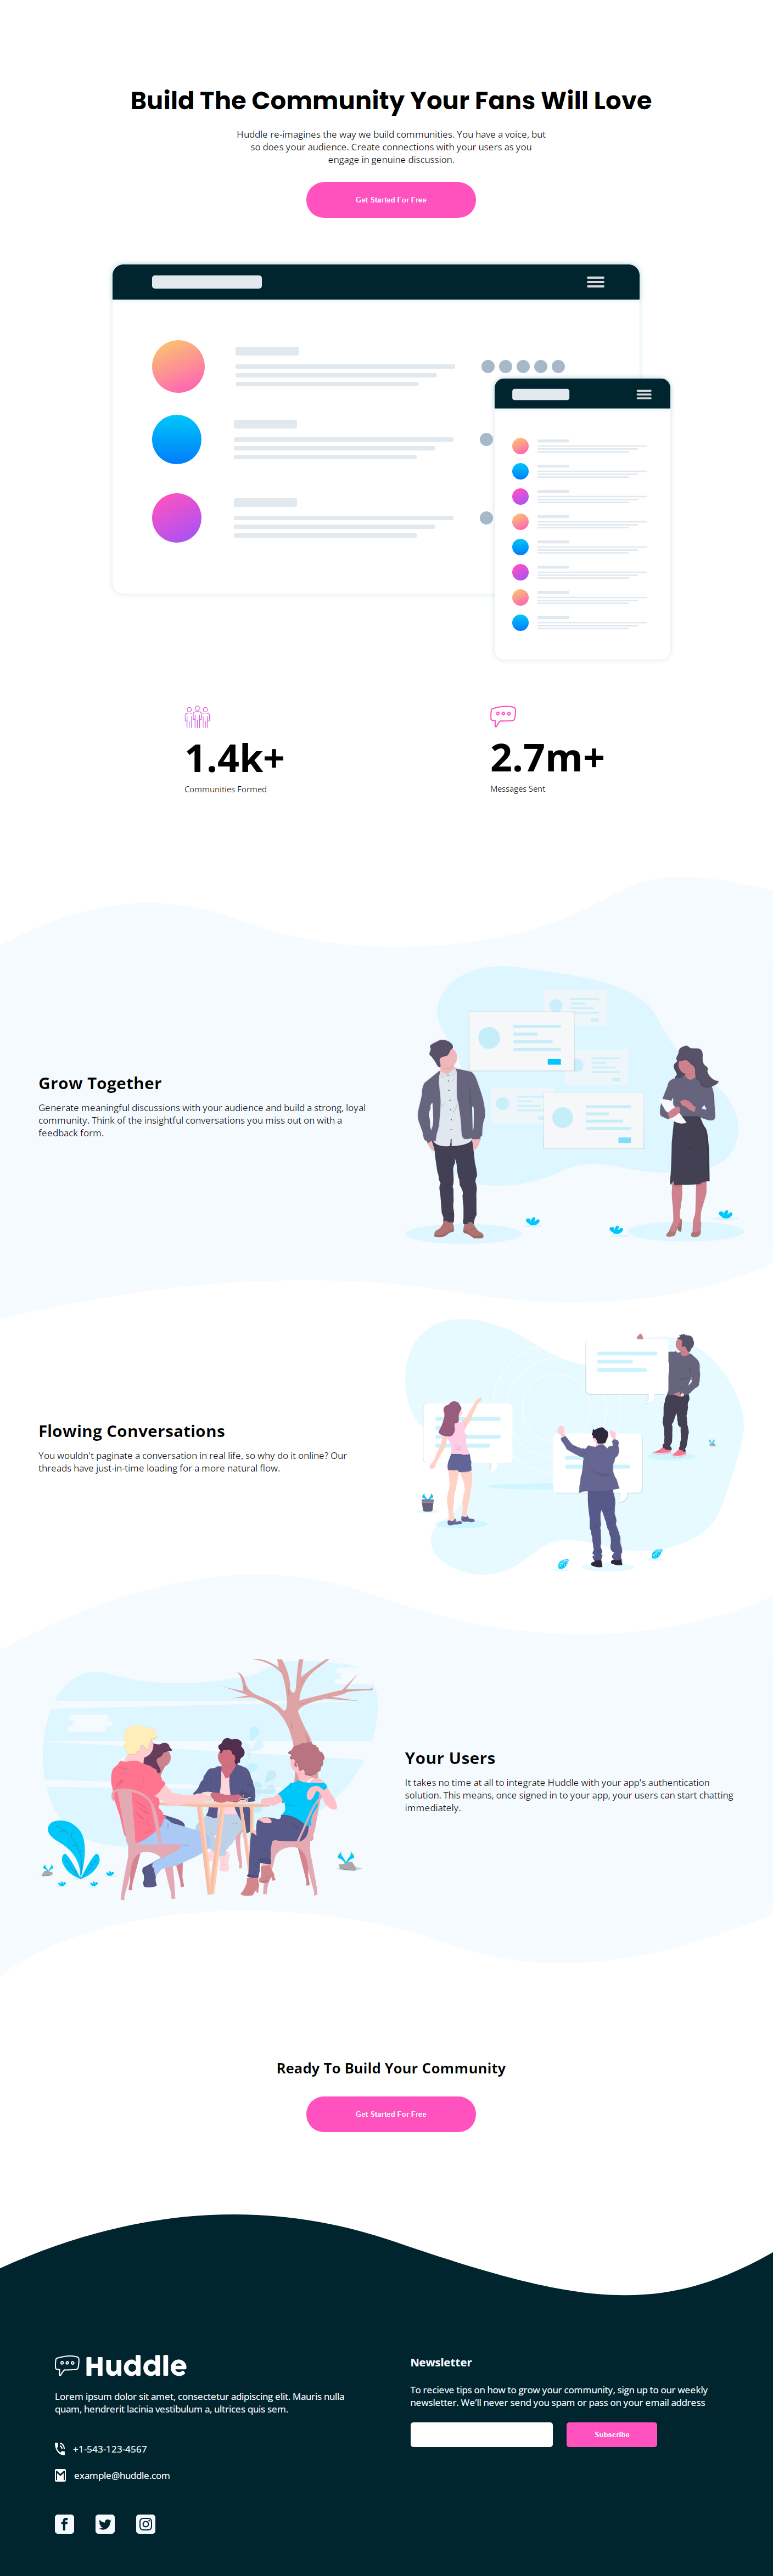 Build The Community Your Fans Will Love
Huddle re-imagines the way we build communities. You have a voice, but
so does your audience. Create connections with your users as you
engage in genuine discussion.
Get Started For Free
1.4k+
Communities Formed
2.7m+
Messages Sent
Grow Together
Generate meaningful discussions with your audience and build a strong, loyal
community. Think of the insightful conversations you miss out on with a
feedback form.
Flowing Conversations
You wouldn't paginate a conversation in real life, so why do it online? Our
threads have just-in-time loading for a more natural flow.
Your Users
It takes no time at all to integrate Huddle with your app's authentication
solution. This means, once signed in to your app, your users can start chatting
immediately.
Ready To Build Your Community
Get Started For Free
Huddle
Lorem ipsum dolor sit amet, consectetur adipiscing elit. Mauris nulla
quam, hendrerit lacinia vestibulum a, ultrices quis sem.
+1-543-123-4567
example@huddle.com
Newsletter
To recieve tips on how to grow your community, sign up to our weekly
newsletter. We'll never send you spam or pass on your email address
Subscribe